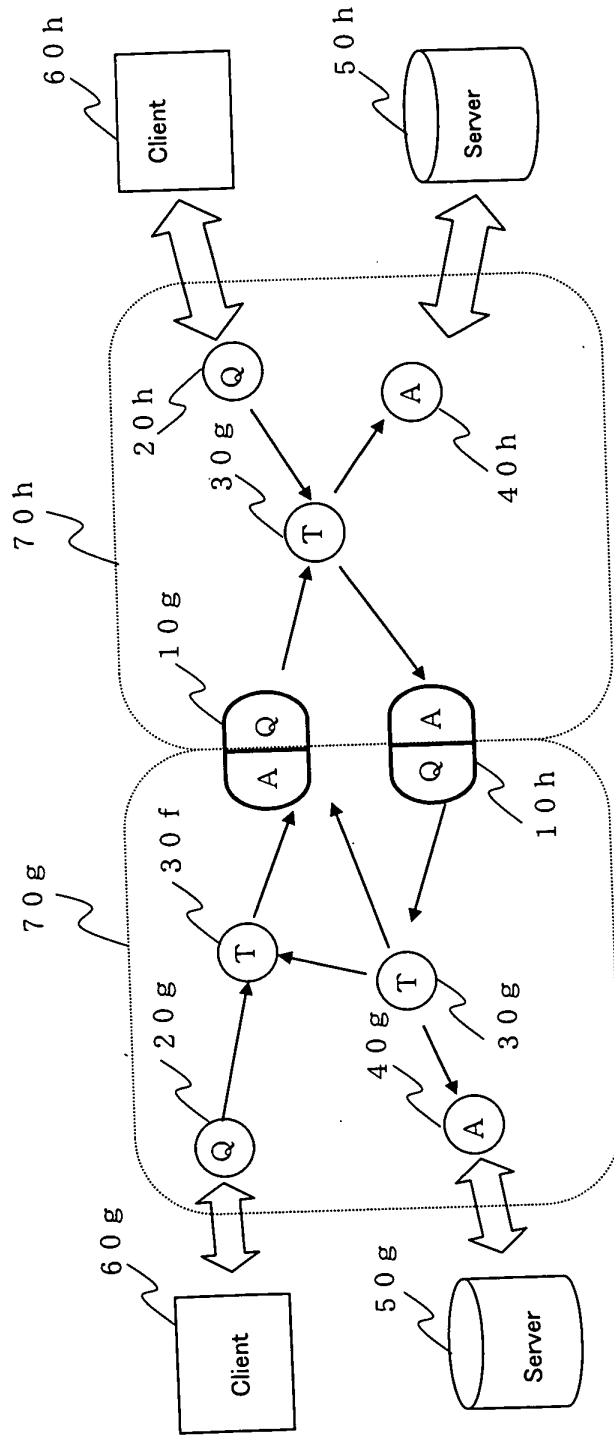 70g
70h
60g
20g
30f
10g
30g
20h
60h
Client
Q
T
A Q
T
Q
Client
50g
40g
30g
10h
40h
50h
Server
A
T
Q A
A
Server